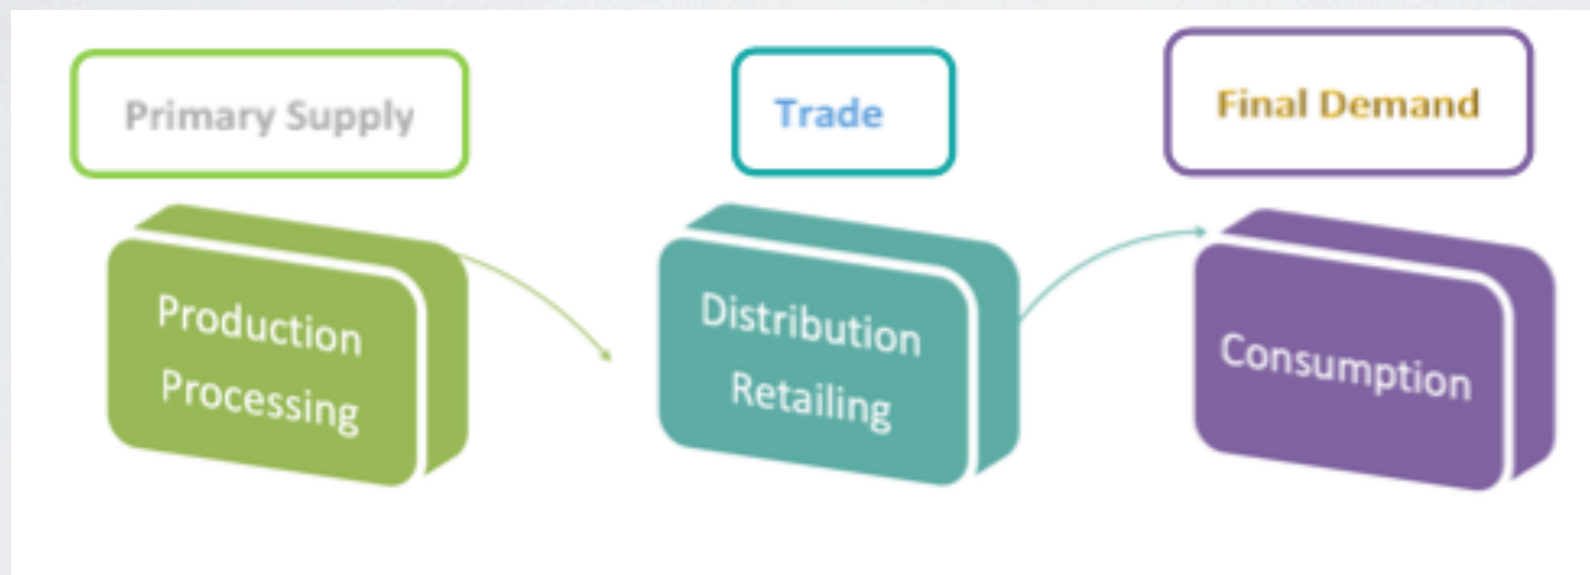 Primary Supply
Trade
Final Demand
Production
Processing
Distribution
Retailing
Consumption